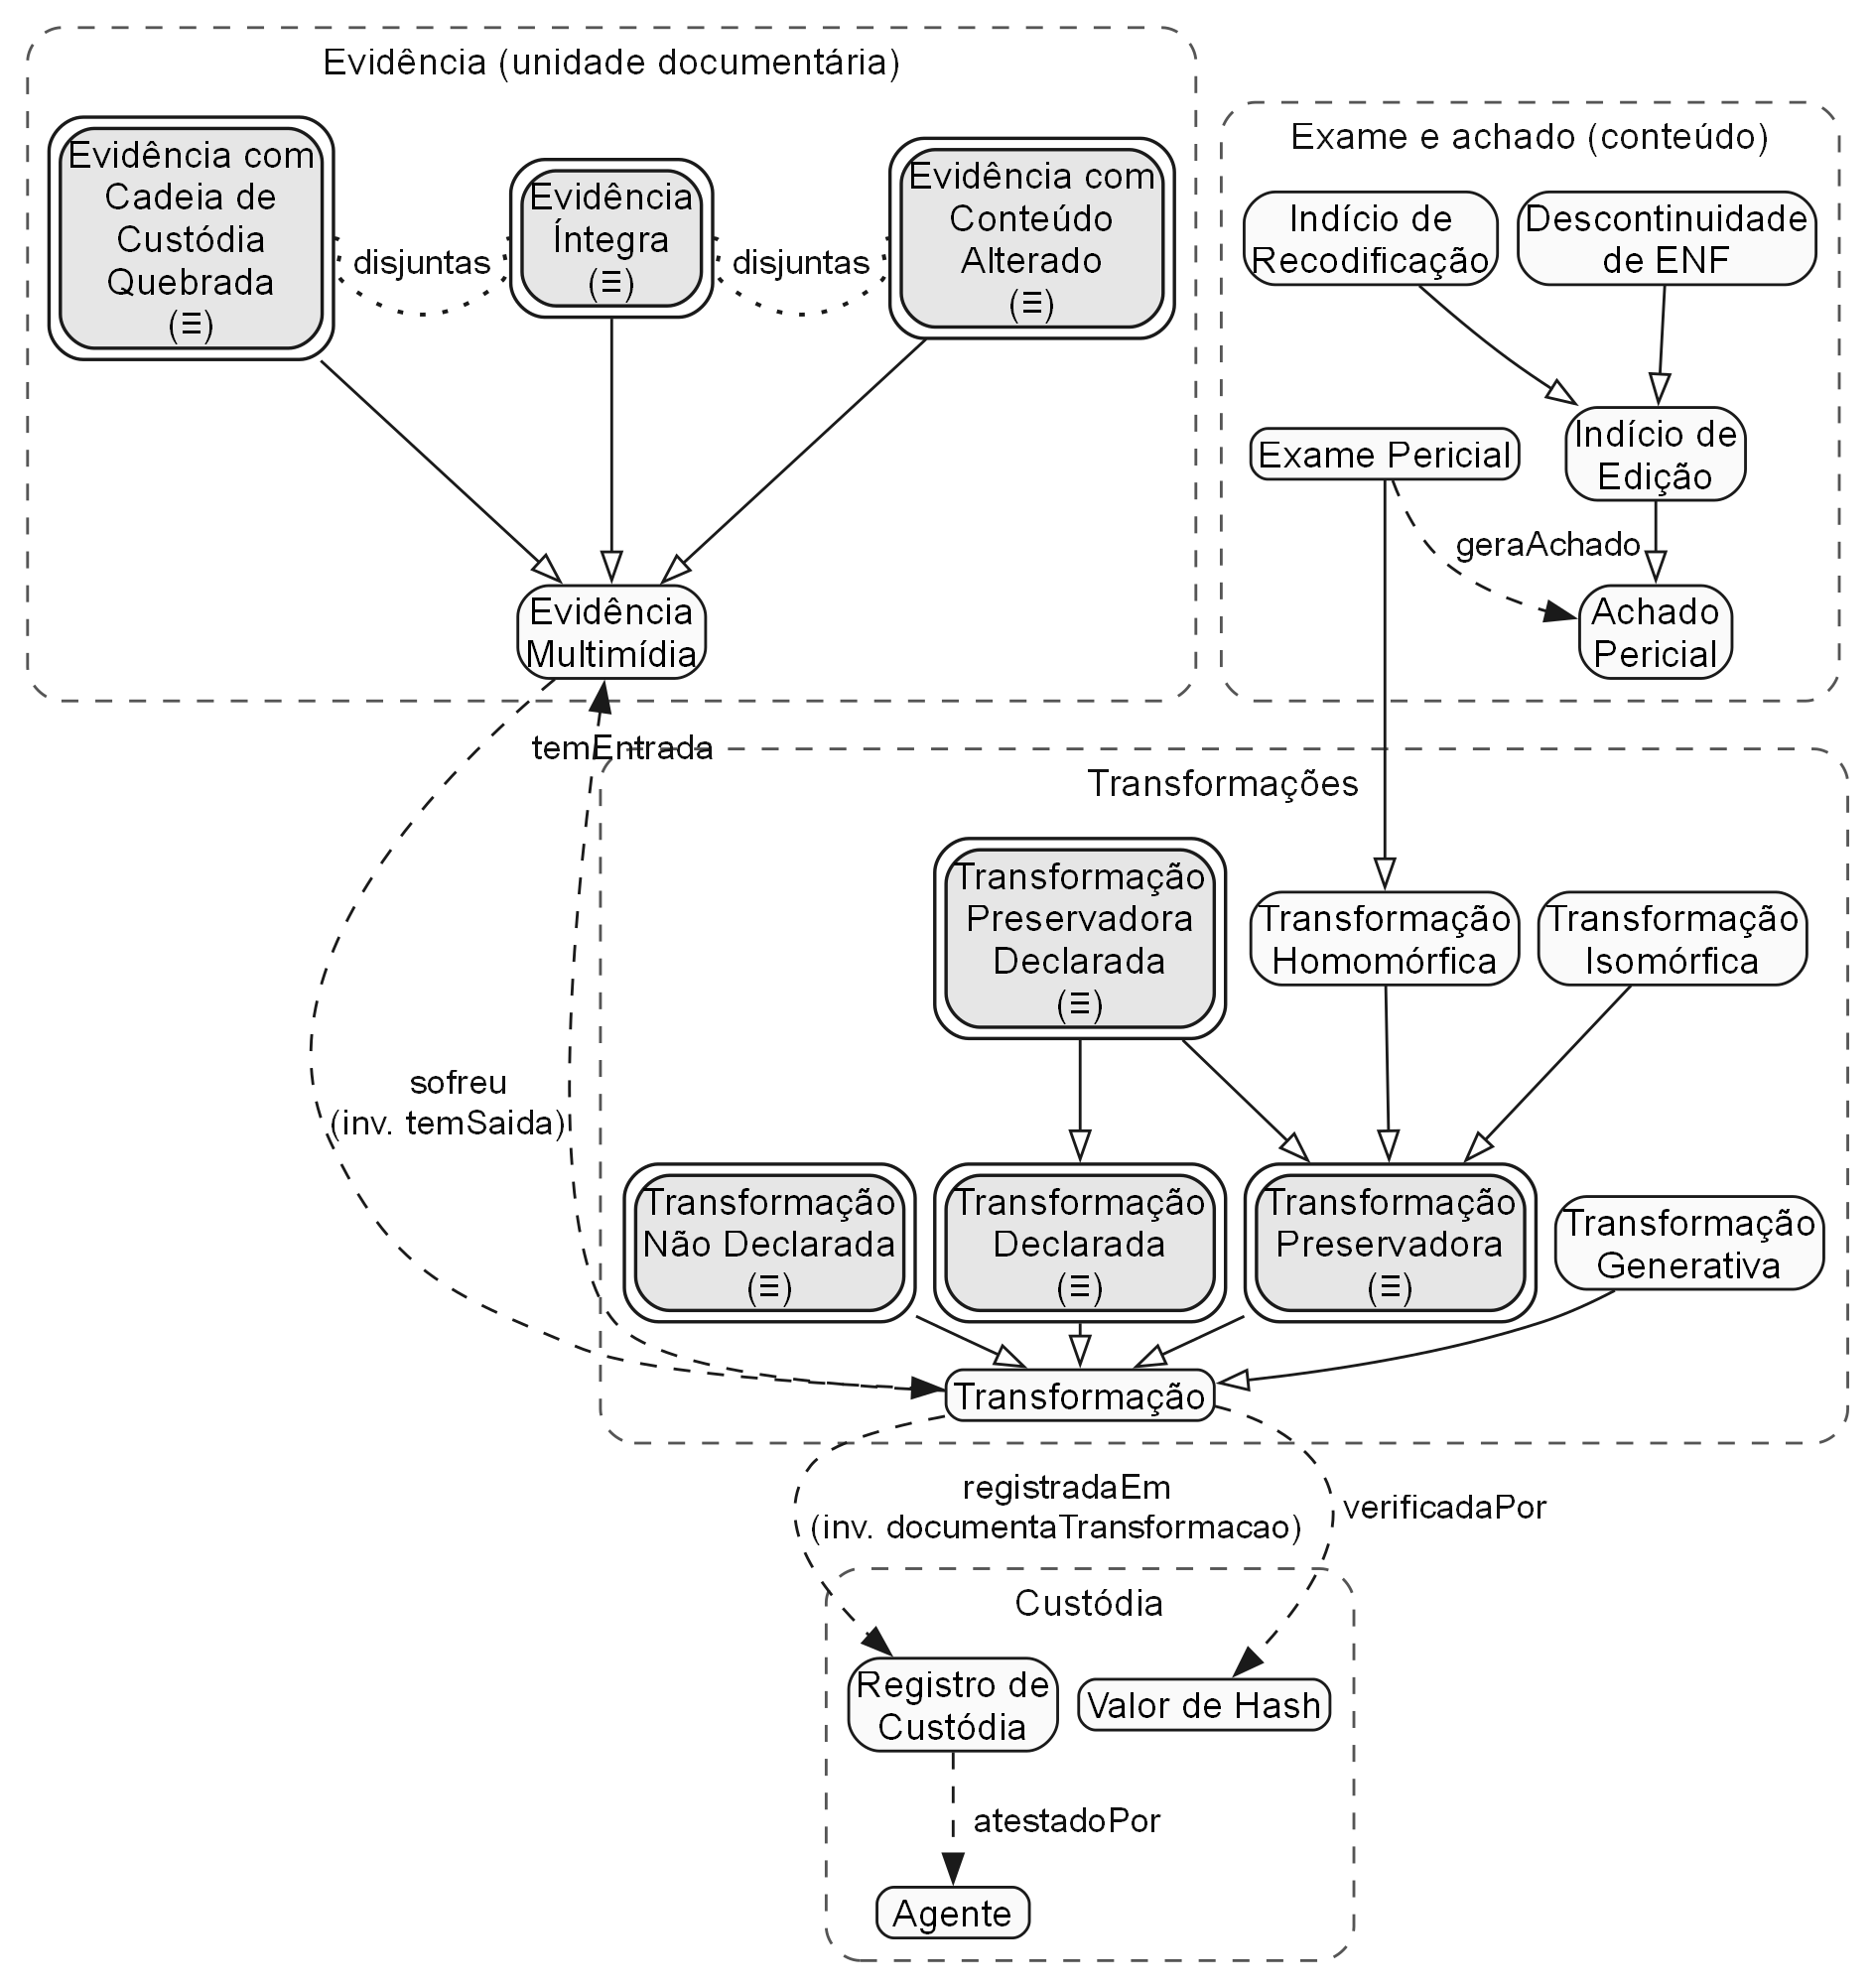 Evidência (unidade documentária)
Evidência com
Cadeia de
Custódia
Quebrada
(≡)
disjuntas
Evidência
Íntegra
(≡)
disjuntas
Evidência com
Conteúdo
Alterado
(≡)
Evidência
Multimídia
Exame e achado (conteúdo)
Indício de
Recodificação
Descontinuidade
de ENF
Exame Pericial
Indício de
Edição
geraAchado
Achado
Pericial
temEntrada
sofreu
(inv. temSaida)
Transformações
Transformação
Preservadora
Declarada
(≡)
Transformação
Homomórfica
Transformação
Isomórfica
Transformação
Não Declarada
(≡)
Transformação
Declarada
(≡)
Transformação
Preservadora
(≡)
Transformação
Generativa
Transformação
registradaEm
(inv. documentaTransformacao)
verificadaPor
Custódia
Registro de
Custódia
Valor de Hash
atestadoPor
Agente